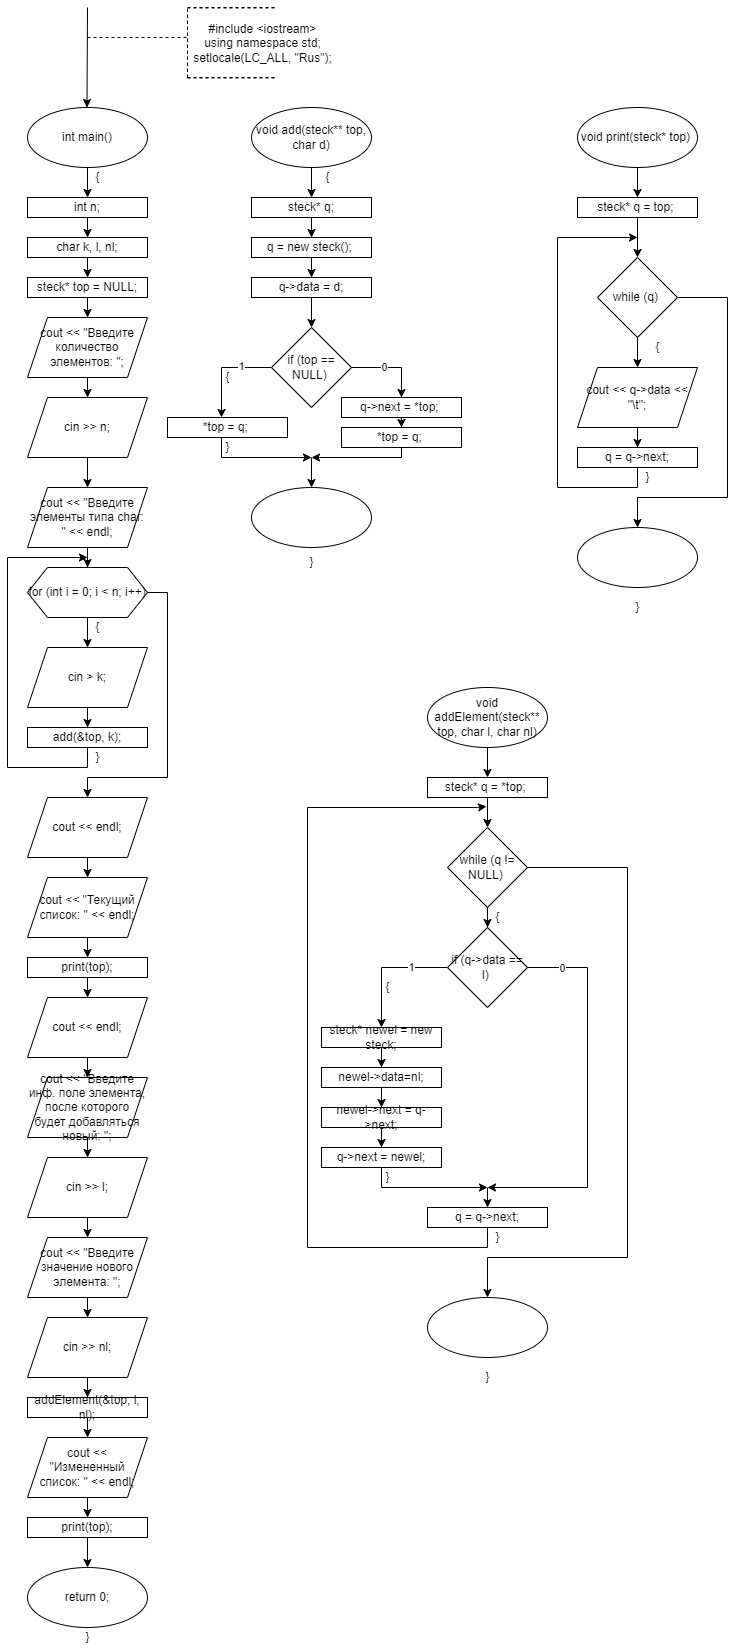 #include <iostream>
using namespace std;
setlocale(LC_ALL, "Rus");
int main()
{
int n;
char k, l, nl;
steck* top = NULL;
cout << "Введите
количество
элементов: ";
cin >> n;
cout << "Введите
элементы типа char:
" << endl;
for (int i = 0; i < n; i++)
{
cin > k;
add(&top, k);
}
cout << endl;
cout << "Текущий
список: " << endl;
print(top);
cout << endl;
cout << "Введите
инф. поле элемента,
после которого
будет добавляться
новый: ";
cin >> l;
cout << "Введите
значение нового
элемента: ";
cin >> nl;
addElement(&top, l,
nl);
cout <<
"Измененный
список: " << endl;
print(top);
return 0;
}
void add(steck** top,
char d)
{
steck* q;
q = new steck();
q->data = d;
if (top ==
NULL)
1
0
{
*top = q;
}
q->next = *top;
*top = q;
}
void print(steck* top)
steck* q = top;
while (q)
{
cout << q->data <<
"\t";
q = q->next;
}
}
void
addElement(steck**
top, char l, char nl)
steck* q = *top;
while (q !=
NULL)
{
if (q->data ==
l)
1
0
{
steck* newel = new
steck;
newel->data=nl;
newel->next = q-
>next;
q->next = newel;
}
q = q->next;
}
}